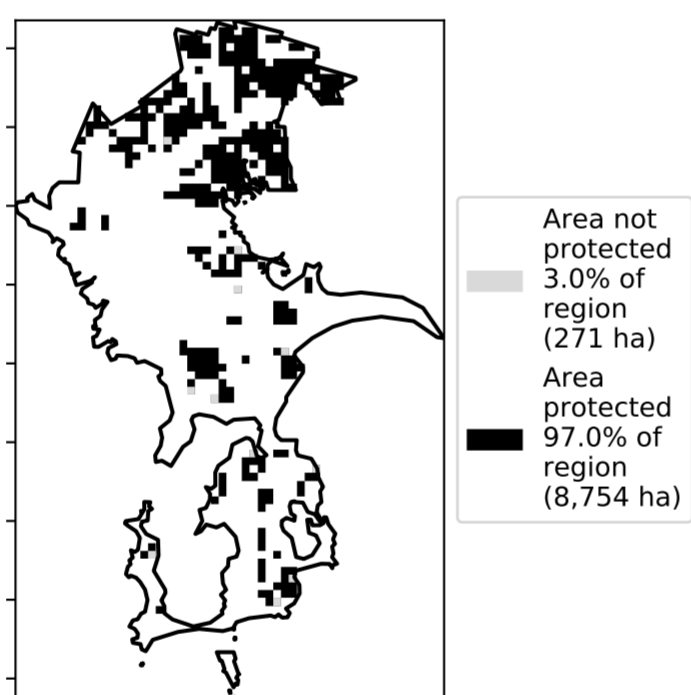 Area not
protected
3.0% of
region
(271 ha)
Area
protected
97.0% of
region
(8,754 ha)